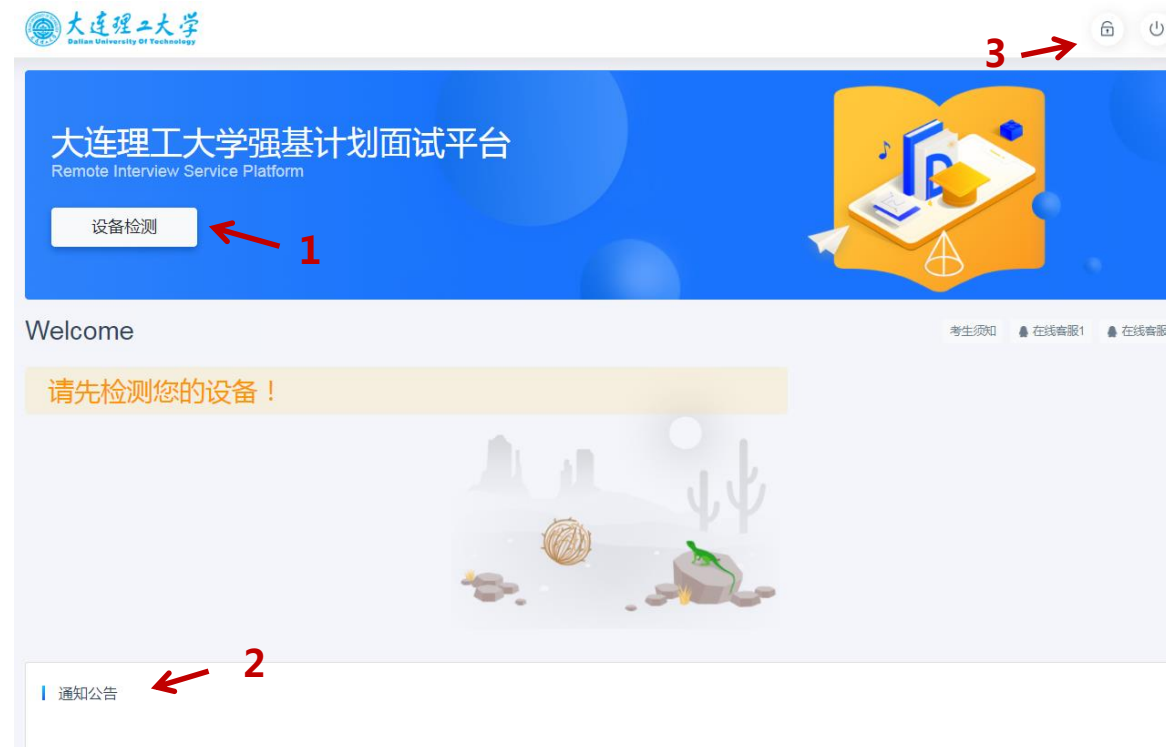 大连理工大学
Dalian University Of Technology
3
大连理工大学强基计划面试平台
Remote Interview Service Platform
设备检测
1
Welcome
考生须知 在线客服1 在线客服
请先检测您的设备！
2
通知公告